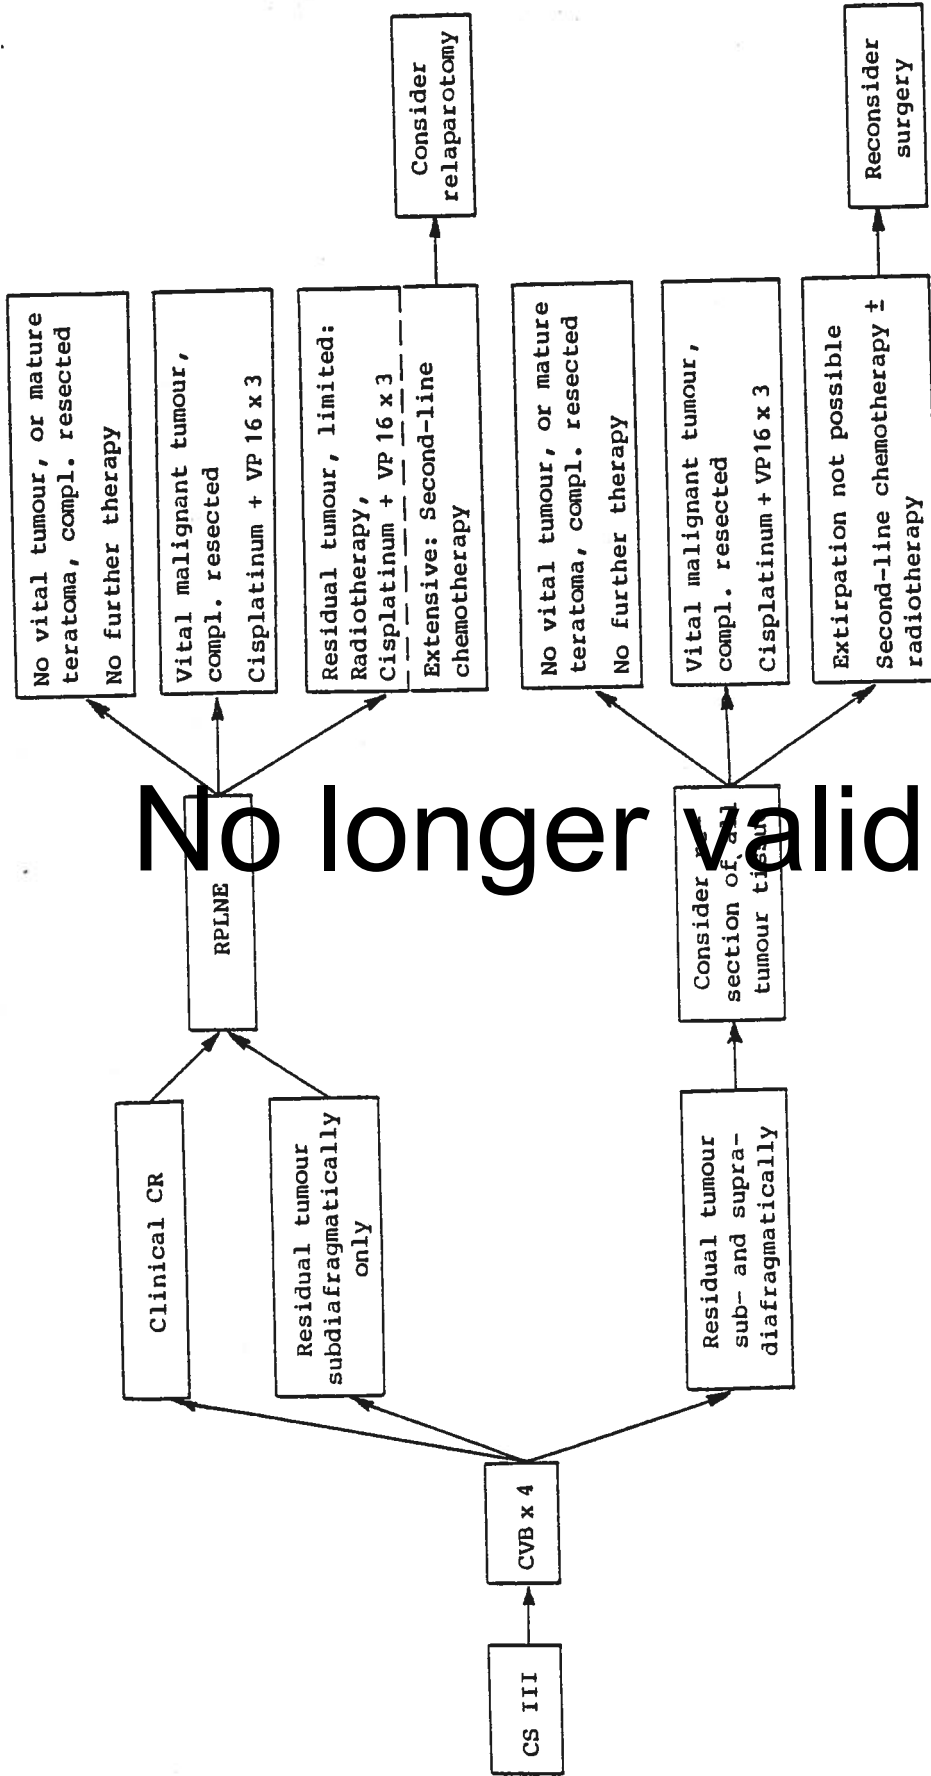 CS III
CVB x 4
Clinical CR
Residual tumour
subdiafragmatically
only
Residual tumour
sub- and supra-
diafragmatically
RPLNE
Consider
section of all
tumour
No vital tumour, or mature
teratoma, compl. resected
No further therapy
Vital malignant tumour,
compl. resected
Cisplatinum + VP 16 x 3
Residual tumour, limited:
Radiotherapy,
Cisplatinum + VP 16 x 3
Extensive: Second-line
chemotherapy
Consider
relaparotomy
No vital tumour, or mature
teratoma, compl. resected
No further therapy
Vital malignant tumour,
compl. resected
Cisplatinum + VP16 x 3
Extirpation not possible
Second-line chemotherapy ±
radiotherapy
Reconsider
surgery
No longer valid